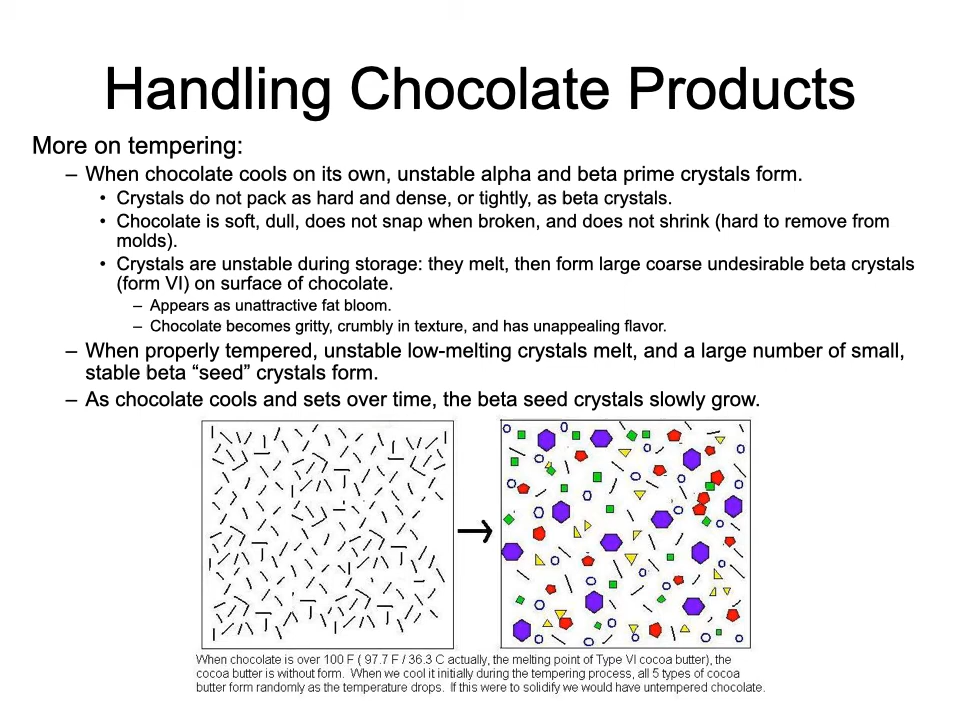 Handling Chocolate Products
More on tempering:
– When chocolate cools on its own, unstable alpha and beta prime crystals form.
• Crystals do not pack as hard and dense, or tightly, as beta crystals.
• Chocolate is soft, dull, does not snap when broken, and does not shrink (hard to remove from
molds).
• Crystals are unstable during storage: they melt, then form large coarse undesirable beta crystals
(form VI) on surface of chocolate.
– Appears as unattractive fat bloom.
– Chocolate becomes gritty, crumbly in texture, and has unappealing flavor.
– When properly tempered, unstable low-melting crystals melt, and a large number of small,
stable beta “seed” crystals form.
– As chocolate cools and sets over time, the beta seed crystals slowly grow.
When chocolate is over 100 F ( 97.7 F / 36.3 C actually, the melting point of Type VI cocoa butter), the
cocoa butter is without form. When we cool it initially during the tempering process, all 5 types of cocoa
butter form randomly as the temperature drops. If this were to solidify we would have untempered chocolate.